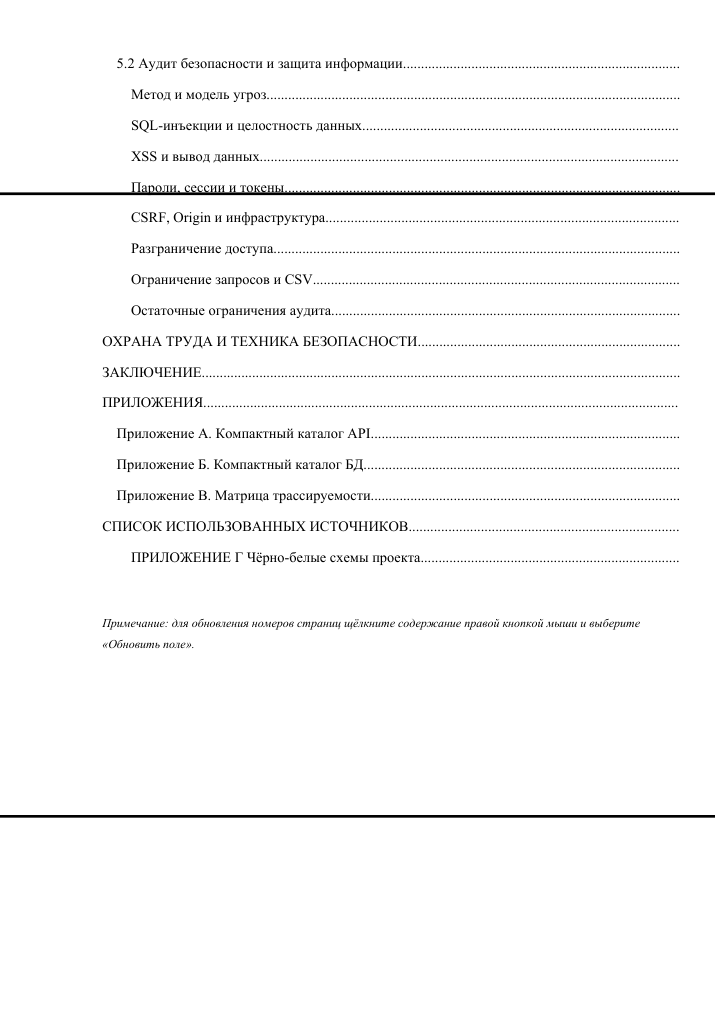 5.2 Аудит безопасности и защита информации............................................................................
Метод и модель угроз..................................................................................................................
SQL-инъекции и целостность данных........................................................................................
XSS и вывод данных....................................................................................................................
Пароли, сессии и токены.............................................................................................................
CSRF, Origin и инфраструктура..................................................................................................
Разграничение доступа................................................................................................................
Ограничение запросов и CSV.....................................................................................................
Остаточные ограничения аудита................................................................................................
ОХРАНА ТРУДА И ТЕХНИКА БЕЗОПАСНОСТИ........................................................................
ЗАКЛЮЧЕНИЕ...................................................................................................................................
ПРИЛОЖЕНИЯ..................................................................................................................................
Приложение А. Компактный каталог API.....................................................................................
Приложение Б. Компактный каталог БД.......................................................................................
Приложение В. Матрица трассируемости.....................................................................................
СПИСОК ИСПОЛЬЗОВАННЫХ ИСТОЧНИКОВ..........................................................................
ПРИЛОЖЕНИЕ Г Чёрно-белые схемы проекта.......................................................................
Примечание: для обновления номеров страниц щёлкните содержание правой кнопкой мыши и выберите
«Обновить поле».